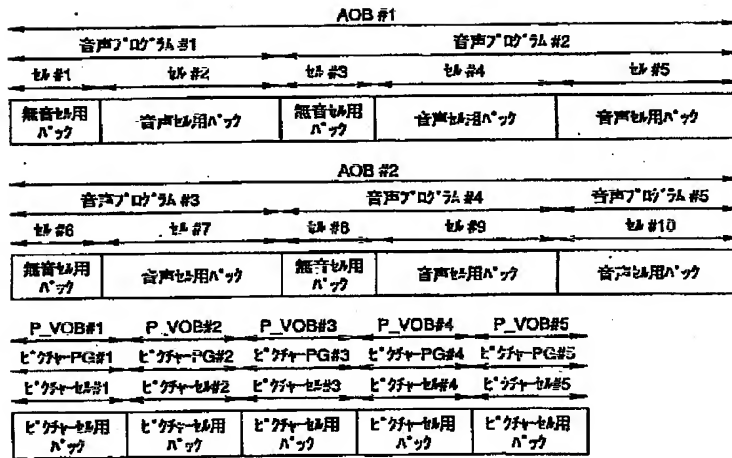 AOB #1
音声プログラム #1 音声プログラム #2
セル #1 セル #2 セル #3 セル #4 セル #5
無音セル用 音声セル用パック 無音セル用 音声セル用パック 音声セル用パック
パック パック
AOB #2
音声プログラム #3 音声プログラム #4 音声プログラム #5
セル #6 セル #7 セル #8 セル #9 セル #10
無音セル用 音声セル用パック 無音セル用 音声セル用パック 音声セル用パック
パック パック
P_VOB#1 P_VOB#2 P_VOB#3 P_VOB#4 P_VOB#5
ピクチャーPG#1 ピクチャーPG#2 ピクチャーPG#3 ピクチャーPG#4 ピクチャーPG#5
ピクチャーセル#1 ピクチャーセル#2 ピクチャーセル#3 ピクチャーセル#4 ピクチャーセル#5
ピクチャーセル用 ピクチャーセル用 ピクチャーセル用 ピクチャーセル用 ピクチャーセル用
パック パック パック パック パック